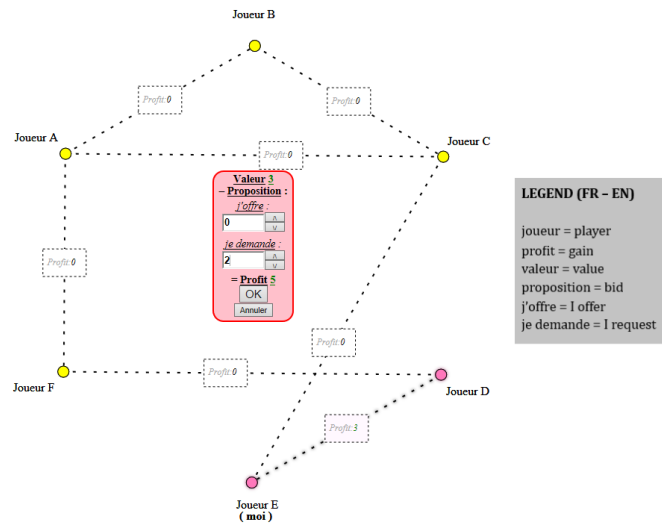 Joueur B
Profit:0
Profit:0
Joueur A
Joueur C
Profit:0
Valeur 3
– Proposition :
j'offre :
0
je demande :
2
= Profit 5
OK
Annuler
LEGEND (FR – EN)
joueur = player
profit = gain
valeur = value
proposition = bid
j'offre = I offer
je demande = I request
Profit:0
Profit:0
Profit:0
Joueur F
Joueur D
Profit:3
Joueur E
( moi )